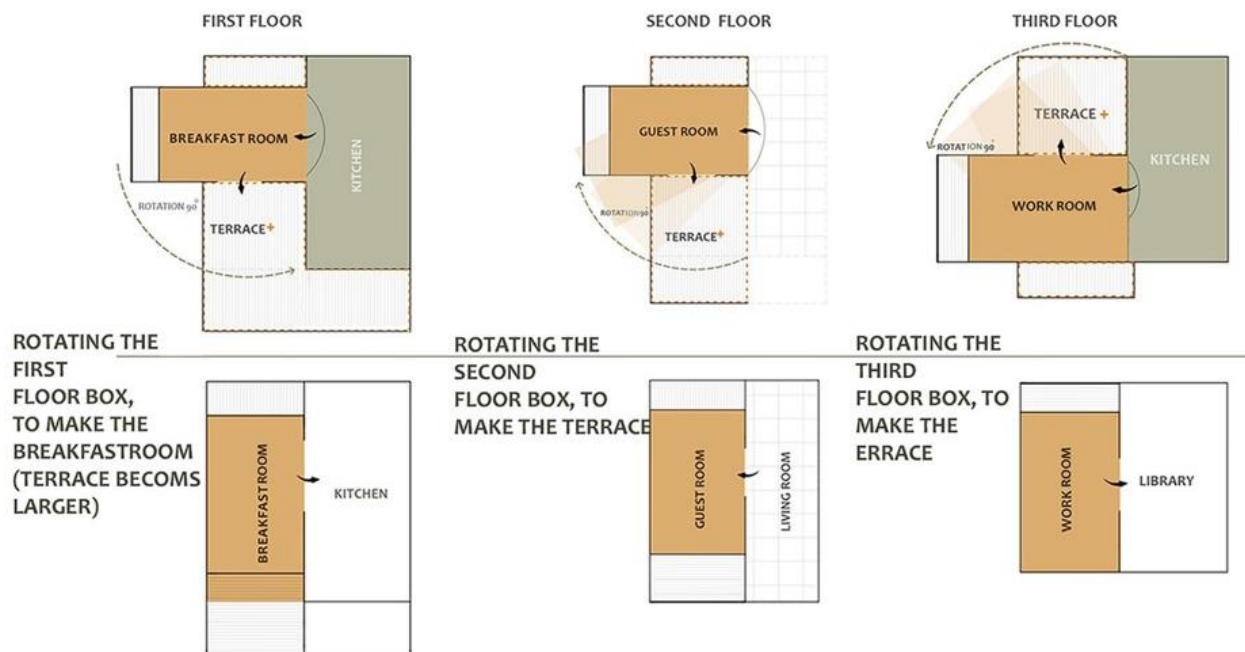 FIRST FLOOR
BREAKFAST ROOM
KITCHEN
ROTATION 90°
TERRACE+
SECOND FLOOR
GUEST ROOM
ROTATION 90°
TERRACE+
THIRD FLOOR
TERRACE +
ROTATION 90°
KITCHEN
WORK ROOM
ROTATING THE
FIRST
FLOOR BOX,
TO MAKE THE
BREAKFASTROOM
(TERRACE BECOMS
LARGER)
BREAKFAST ROOM
KITCHEN
ROTATING THE
SECOND
FLOOR BOX, TO
MAKE THE TERRACE
GUEST ROOM
LIVING ROOM
ROTATING THE
THIRD
FLOOR BOX, TO
MAKE THE
ERRACE
WORK ROOM
LIBRARY